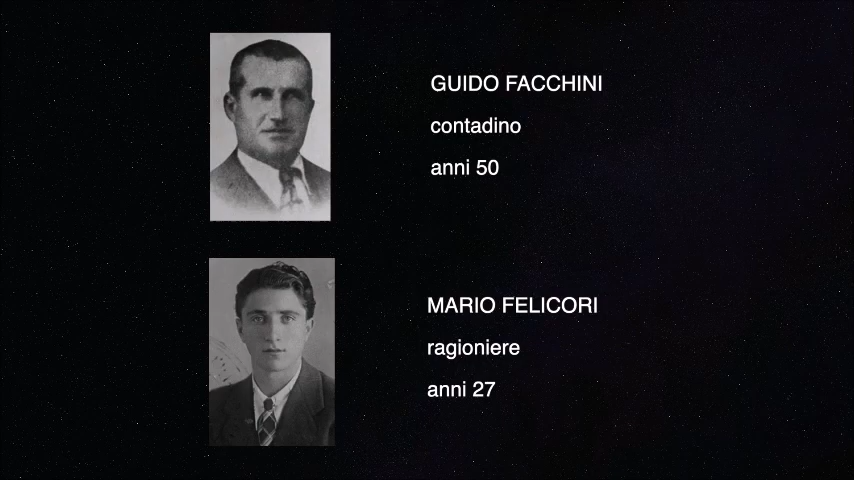 GUIDO FACCHINI
contadino
anni 50
MARIO FELICORI
ragioniere
anni 27